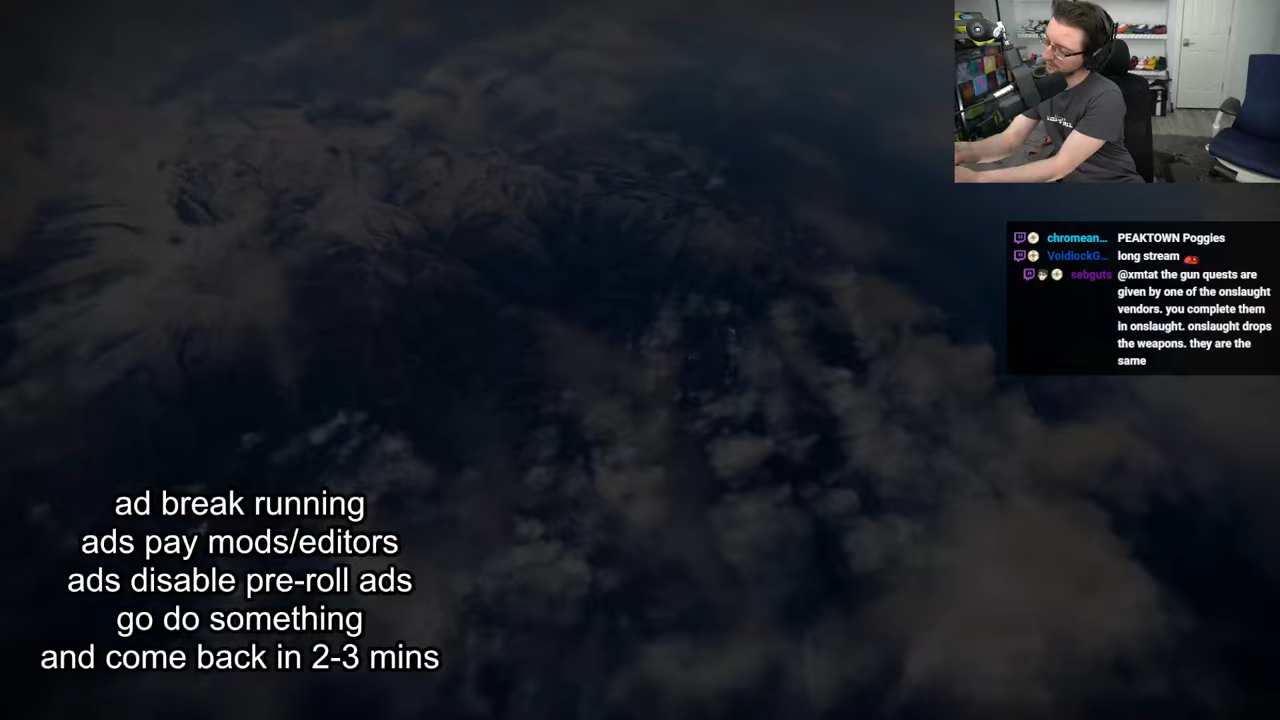 chromean... PEAKTOWN Poggies
VoidlockG... long stream
sebguts @xmtat the gun quests are
given by one of the onslaught
vendors. you complete them
in onslaught. onslaught drops
the weapons. they are the
same
ad break running
ads pay mods/editors
ads disable pre-roll ads
go do something
and come back in 2-3 mins